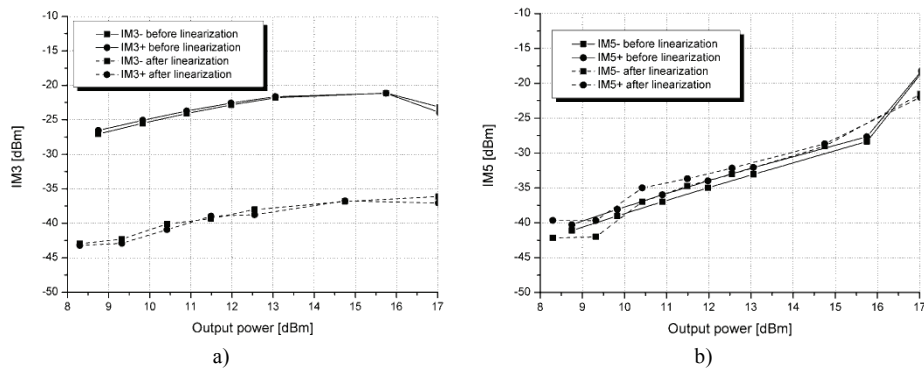 IM3- before linearization
IM3+ before linearization
IM3- after linearization
IM3+ after linearization
-10
-15
-20
-25
-30
-35
-40
-45
-50
IM3 [dBm]
8 9 10 11 12 13 14 15 16 17
Output power [dBm]
a)
IM5- before linearization
IM5+ before linearization
IM5- after linearization
IM5+ after linearization
-10
-15
-20
-25
-30
-35
-40
-45
-50
IM5 [dBm]
8 9 10 11 12 13 14 15 16 17
Output power [dBm]
b)